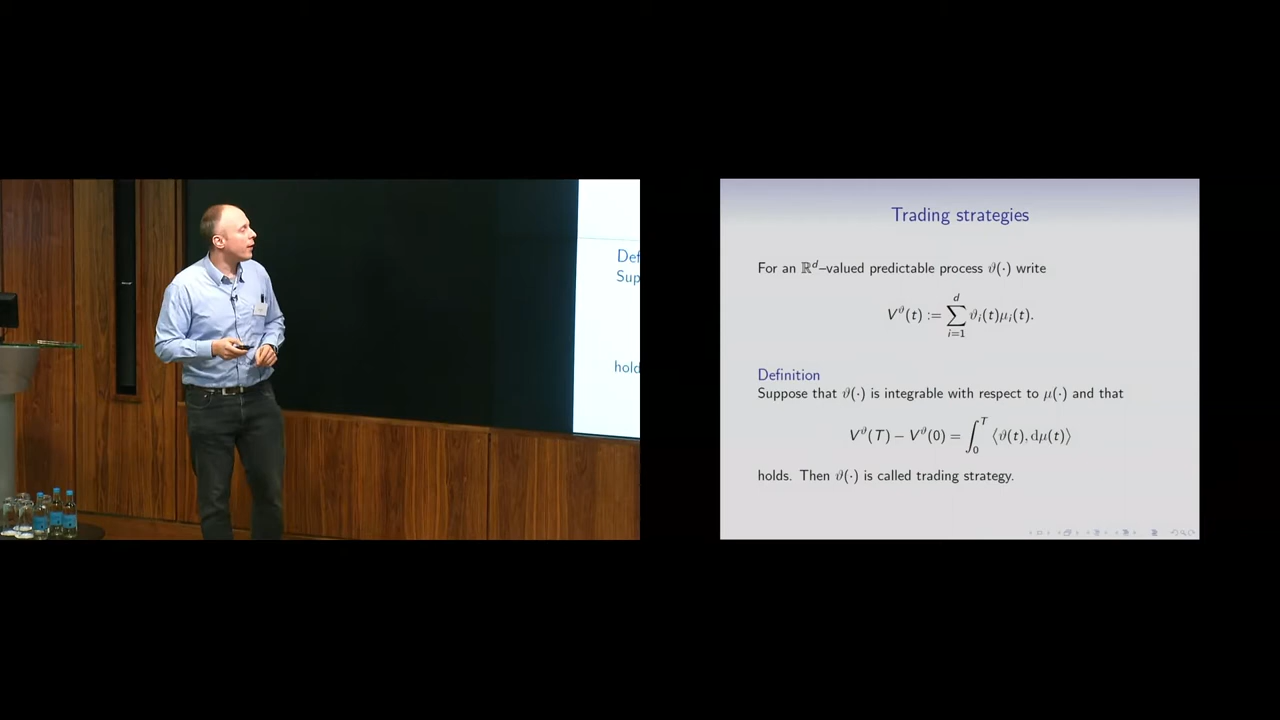 Def
Sup
hold
Trading strategies
For an ℝᵈ–valued predictable process ϑ(·) write
V^ϑ(t) := ∑_{i=1}^{d} ϑ_i(t)μ_i(t).
Definition
Suppose that ϑ(·) is integrable with respect to μ(·) and that
V^ϑ(T) − V^ϑ(0) = ∫_0^T ⟨ϑ(t), dμ(t)⟩
holds. Then ϑ(·) is called trading strategy.